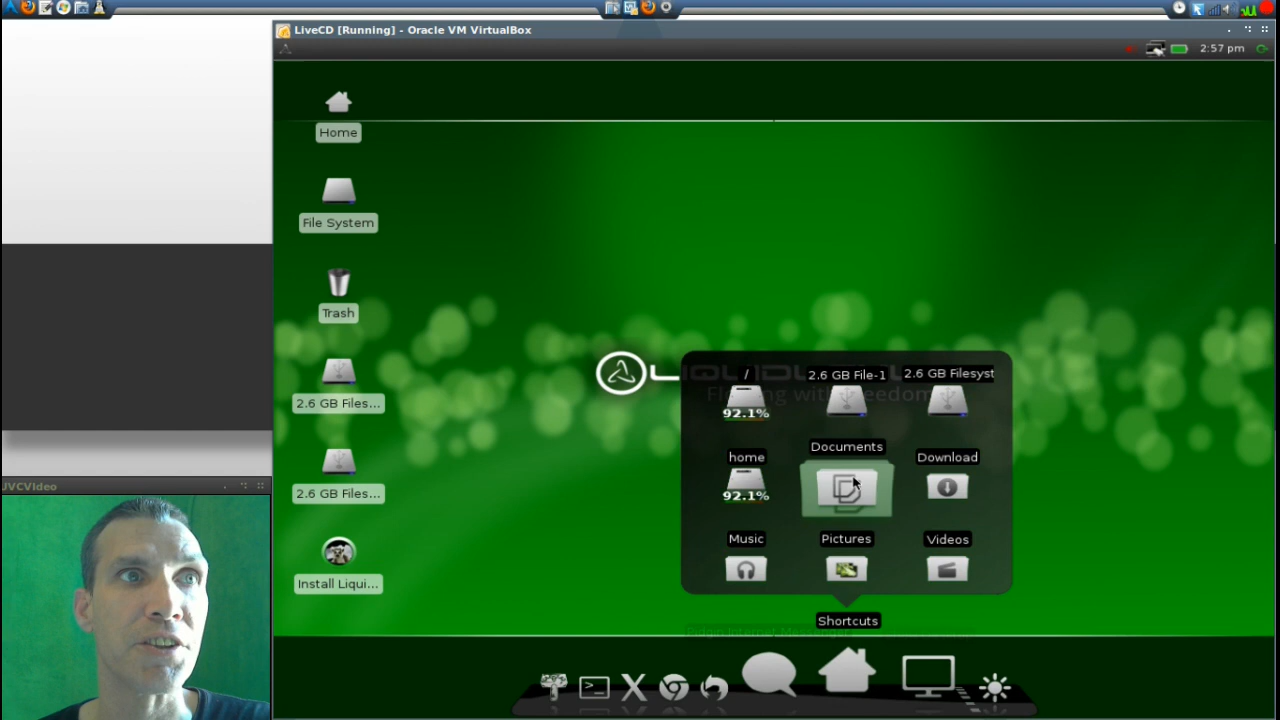 LiveCD [Running] - Oracle VM VirtualBox
2:57 pm
Home
File System
Trash
2.6 GB Files...
2.6 GB Files...
Install Liqui...
/
2.6 GB File-1
2.6 GB Filesyst
92.1%
home
Documents
Download
92.1%
Music
Pictures
Videos
Shortcuts
UVCVideo